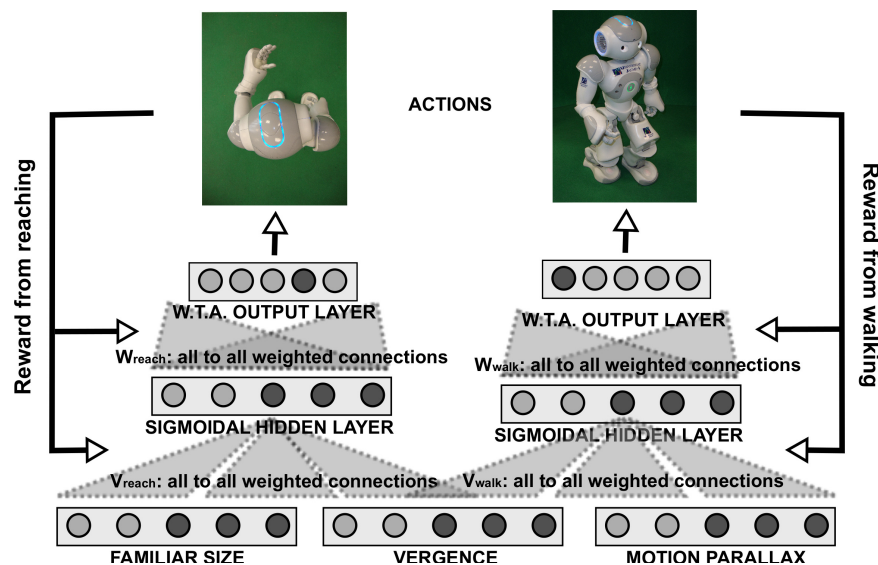 ACTIONS
Reward from reaching
Reward from walking
W.T.A. OUTPUT LAYER
W.T.A. OUTPUT LAYER
Wreach: all to all weighted connections
Wwalk: all to all weighted connections
SIGMOIDAL HIDDEN LAYER
SIGMOIDAL HIDDEN LAYER
Vreach: all to all weighted connections
Vwalk: all to all weighted connections
FAMILIAR SIZE
VERGENCE
MOTION PARALLAX